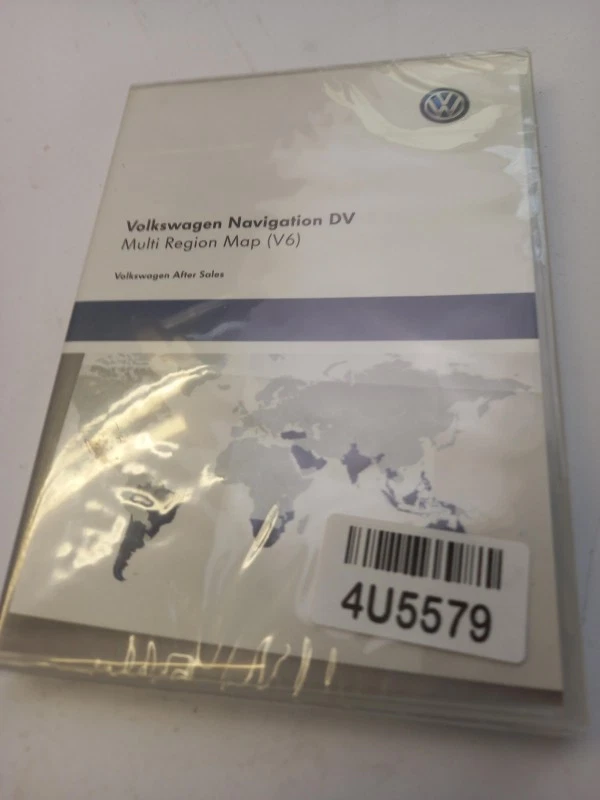 Volkswagen Navigation DV
Multi Region Map (V6)
Volkswagen After Sales
4U5579